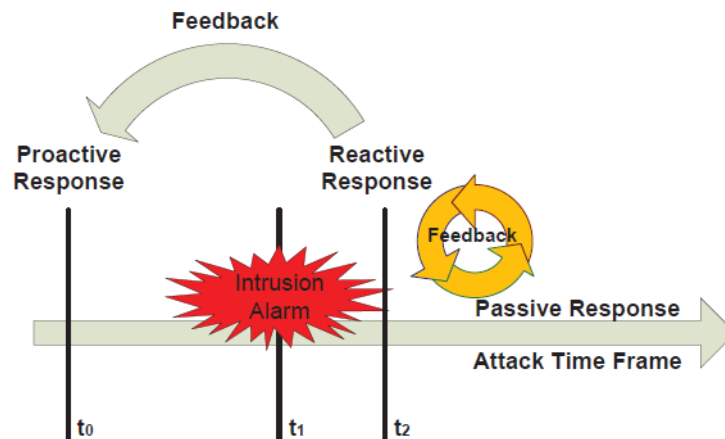 Feedback
Proactive
Response
Reactive
Response
Feedback
Intrusion
Alarm
Passive Response
Attack Time Frame
t0
t1
t2